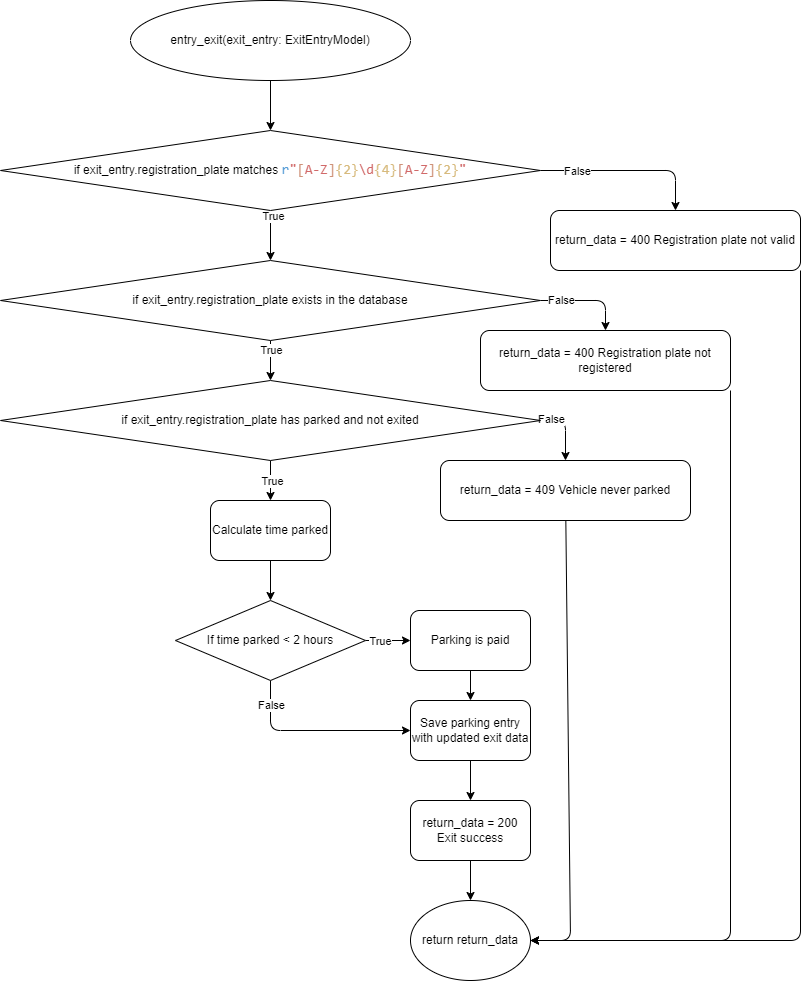 entry_exit(exit_entry: ExitEntryModel)
if exit_entry.registration_plate matches r"[A-Z]{2}\d{4}[A-Z]{2}"
False
True
return_data = 400 Registration plate not valid
if exit_entry.registration_plate exists in the database
False
True
return_data = 400 Registration plate not
registered
if exit_entry.registration_plate has parked and not exited
False
True
return_data = 409 Vehicle never parked
Calculate time parked
If time parked < 2 hours
True
Parking is paid
False
Save parking entry
with updated exit data
return_data = 200
Exit success
return return_data